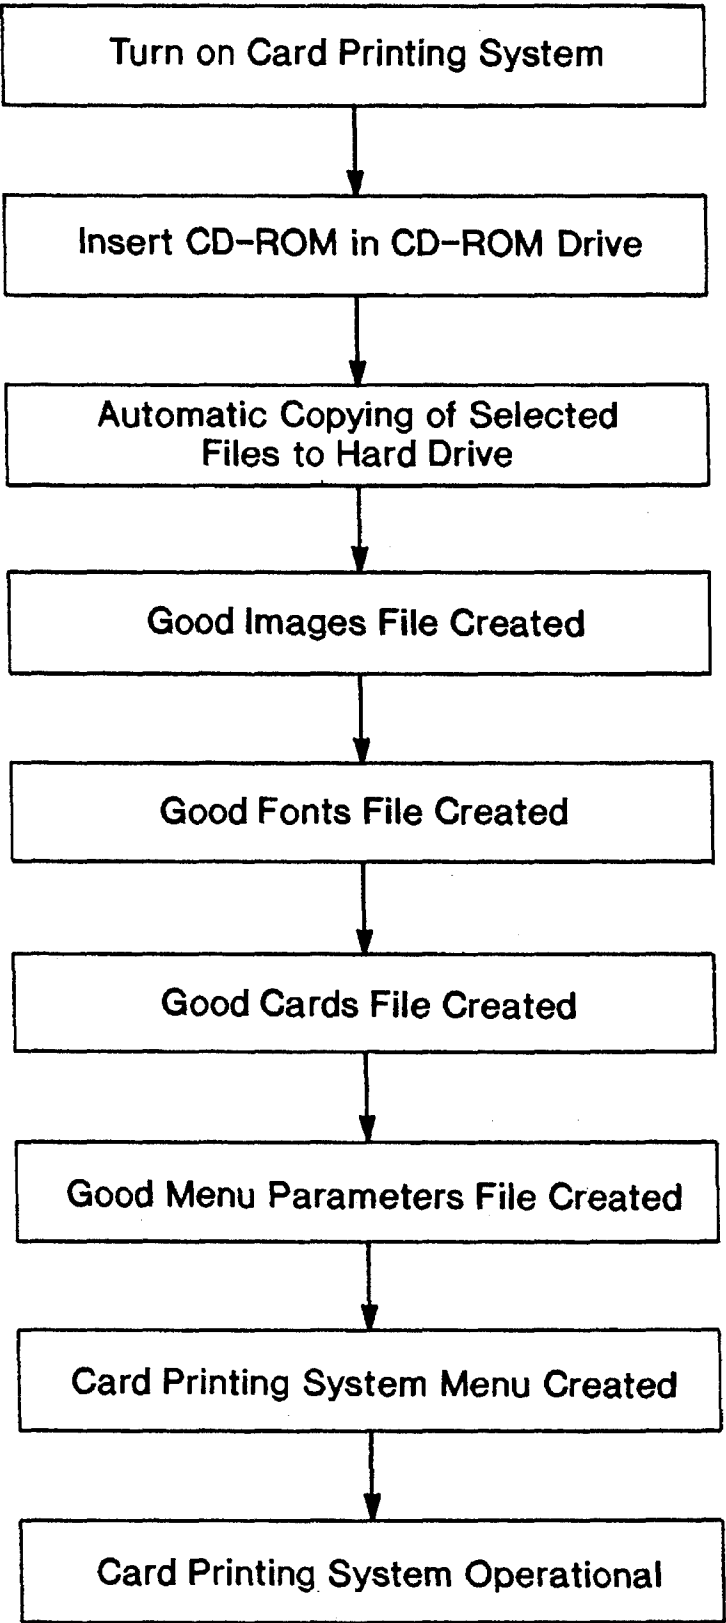 Turn on Card Printing System
Insert CD-ROM in CD-ROM Drive
Automatic Copying of Selected
Files to Hard Drive
Good Images File Created
Good Fonts File Created
Good Cards File Created
Good Menu Parameters File Created
Card Printing System Menu Created
Card Printing System Operational